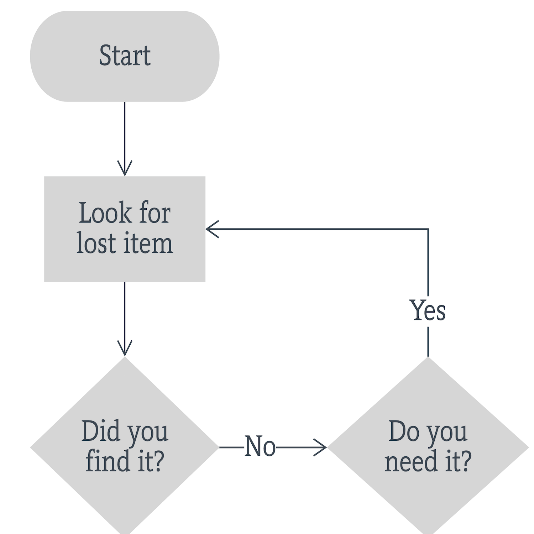 Start
Look for
lost item
Yes
Did you
find it?
No
Do you
need it?